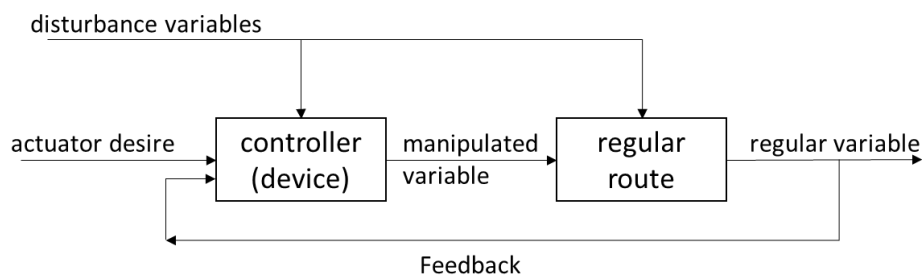 disturbance variables
actuator desire
controller
(device)
manipulated
variable
regular
route
regular variable
Feedback